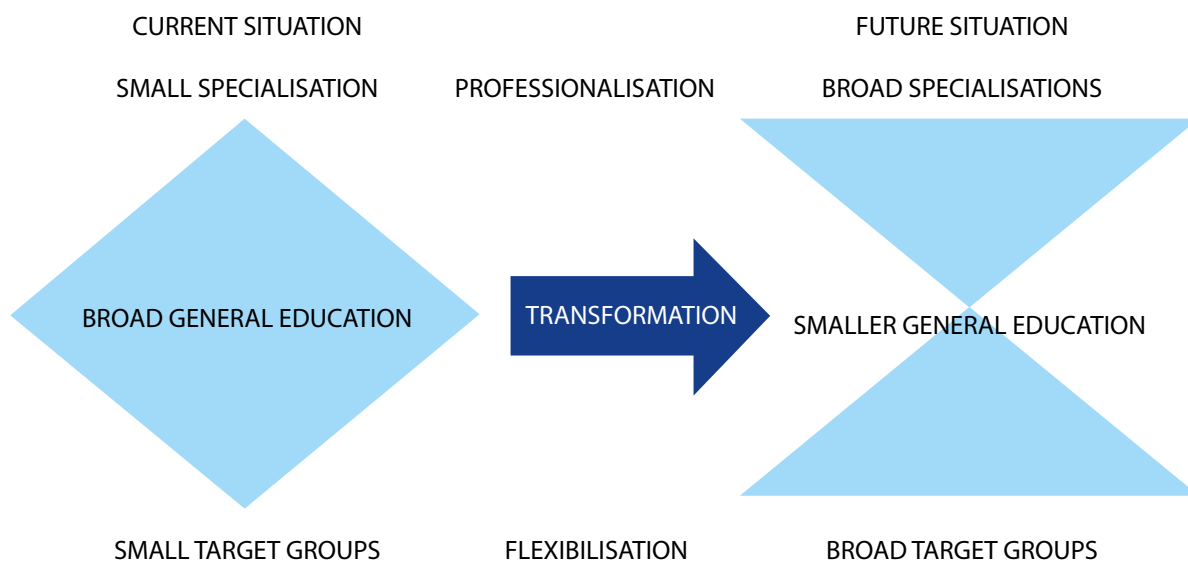 CURRENT SITUATION
FUTURE SITUATION
SMALL SPECIALISATION
PROFESSIONALISATION
BROAD SPECIALISATIONS
BROAD GENERAL EDUCATION
TRANSFORMATION
SMALLER GENERAL EDUCATION
SMALL TARGET GROUPS
FLEXIBILISATION
BROAD TARGET GROUPS